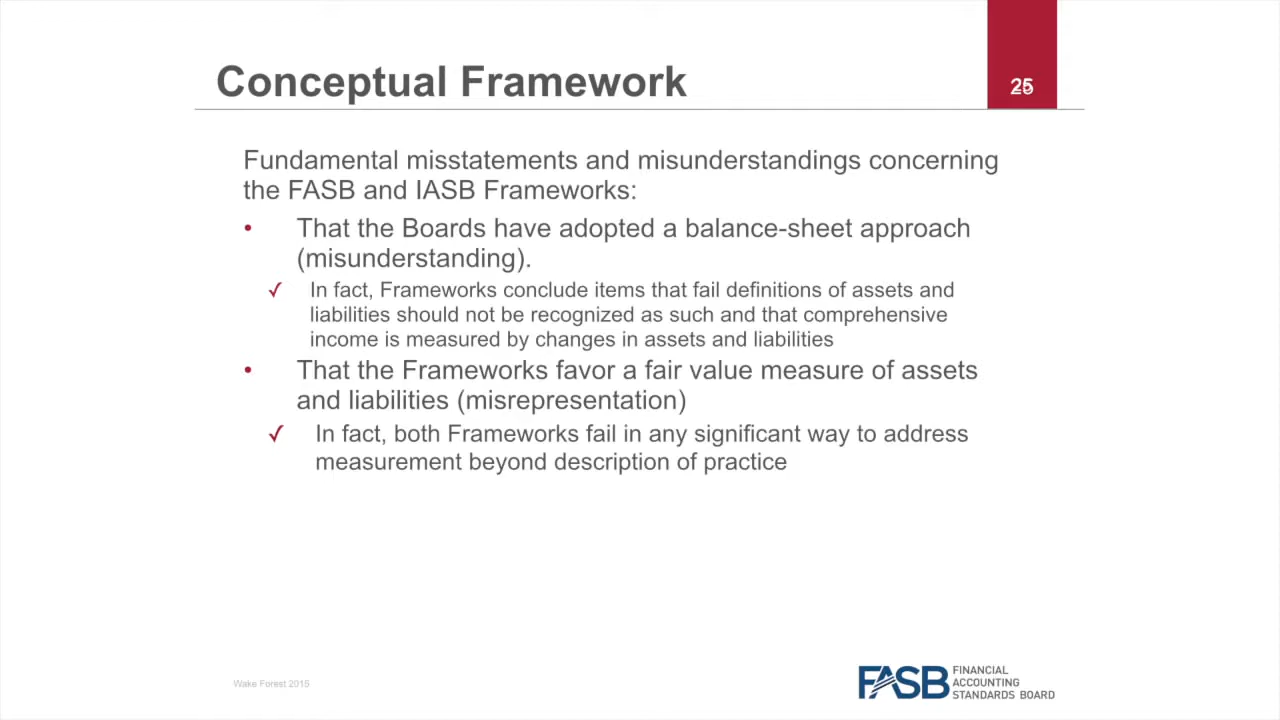 Conceptual Framework
Fundamental misstatements and misunderstandings concerning
the FASB and IASB Frameworks:
• That the Boards have adopted a balance-sheet approach
(misunderstanding).
✓ In fact, Frameworks conclude items that fail definitions of assets and
liabilities should not be recognized as such and that comprehensive
income is measured by changes in assets and liabilities
• That the Frameworks favor a fair value measure of assets
and liabilities (misrepresentation)
✓ In fact, both Frameworks fail in any significant way to address
measurement beyond description of practice
Wake Forest 2015
FASB
FINANCIAL
ACCOUNTING
STANDARDS BOARD